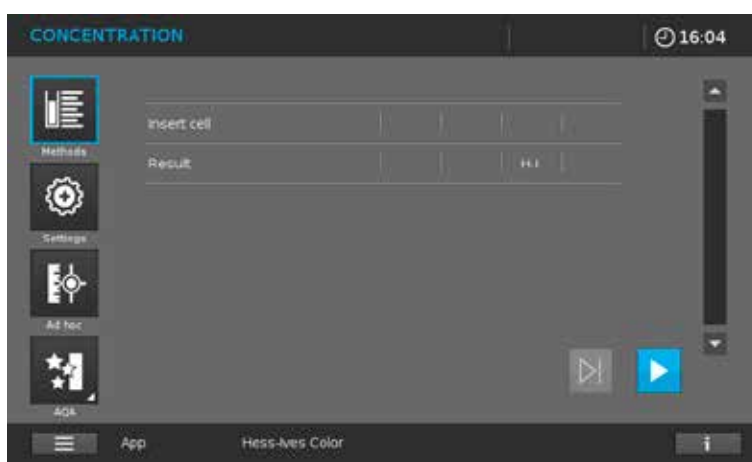 CONCENTRATION 16:04
Methods
Insert cell
Result H.I
Settings
Ad hoc
AQA
App Hess-Ives Color i